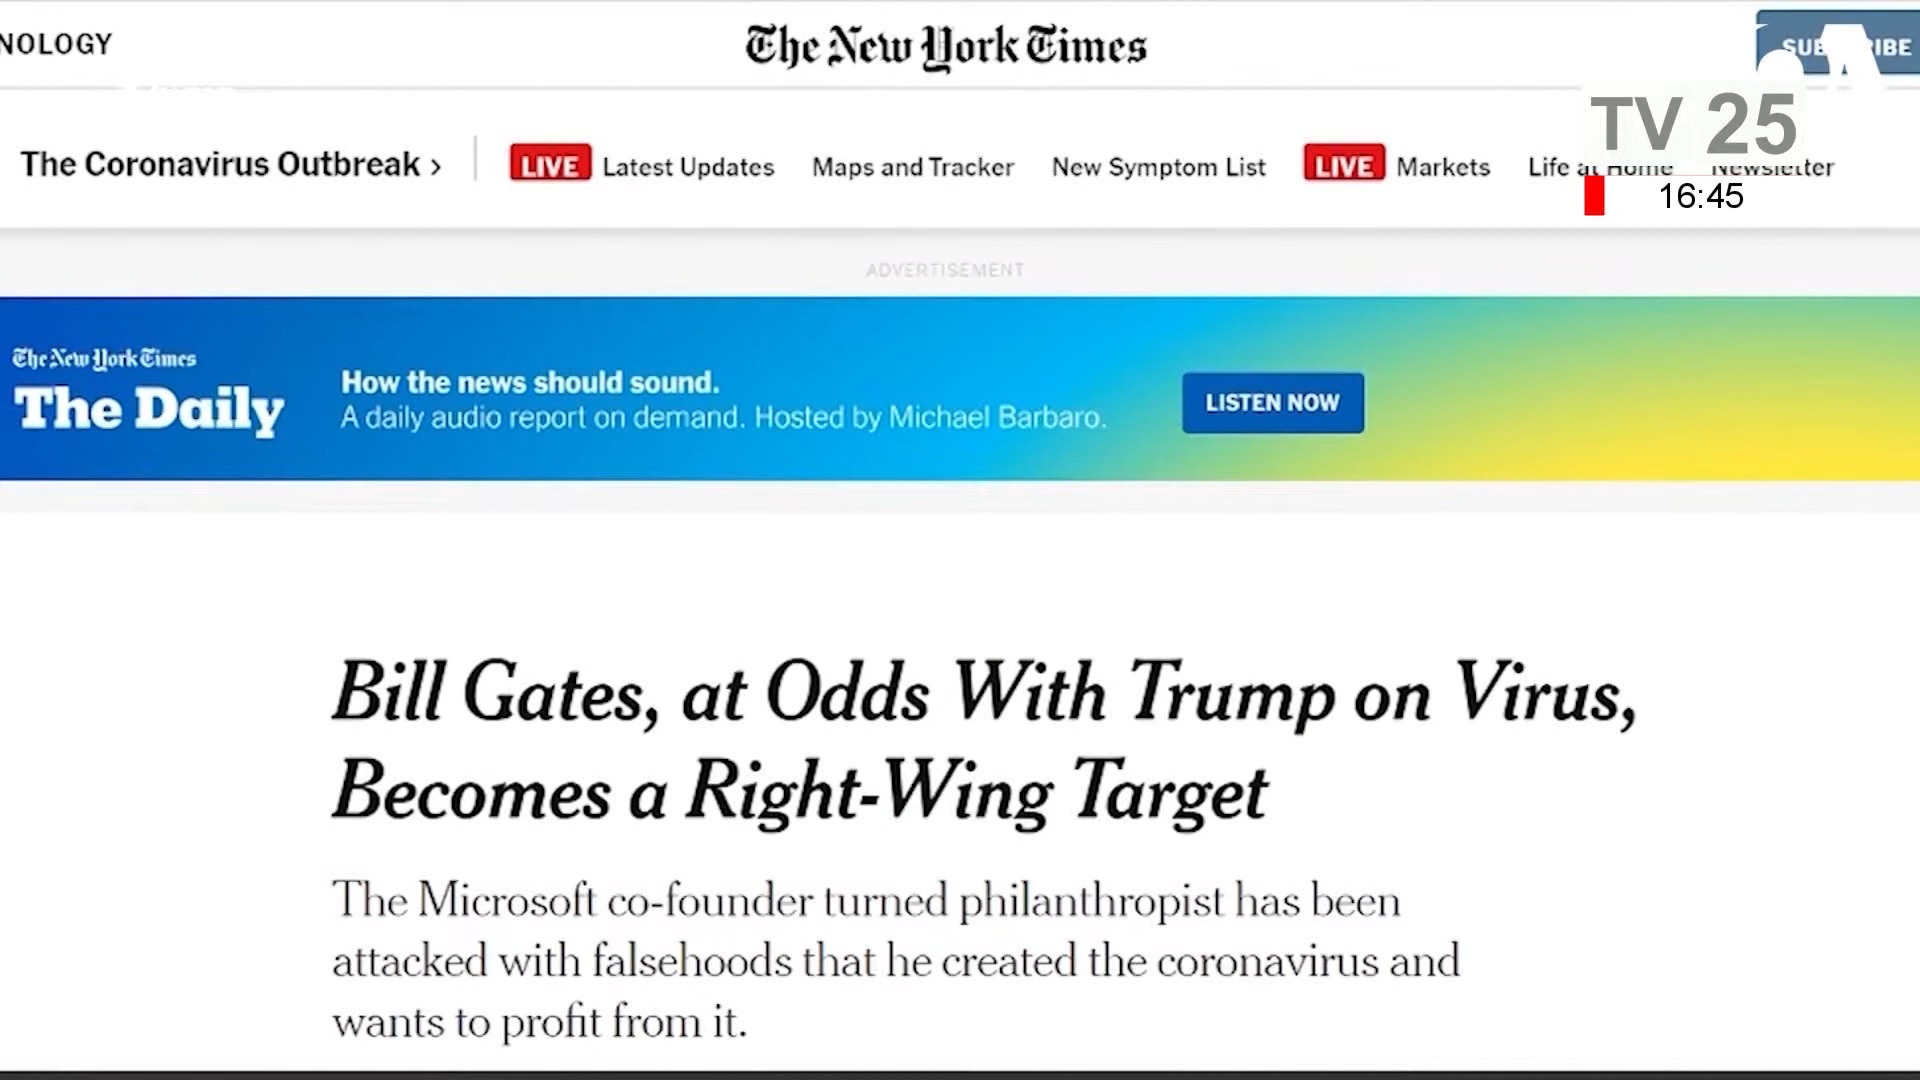 NOLOGY
The New York Times
TV 25
16:45
The Coronavirus Outbreak ›
LIVE Latest Updates Maps and Tracker New Symptom List LIVE Markets Life at Home Newsletter
ADVERTISEMENT
The New York Times
The Daily
How the news should sound.
A daily audio report on demand. Hosted by Michael Barbaro.
LISTEN NOW
Bill Gates, at Odds With Trump on Virus,
Becomes a Right-Wing Target
The Microsoft co-founder turned philanthropist has been
attacked with falsehoods that he created the coronavirus and
wants to profit from it.